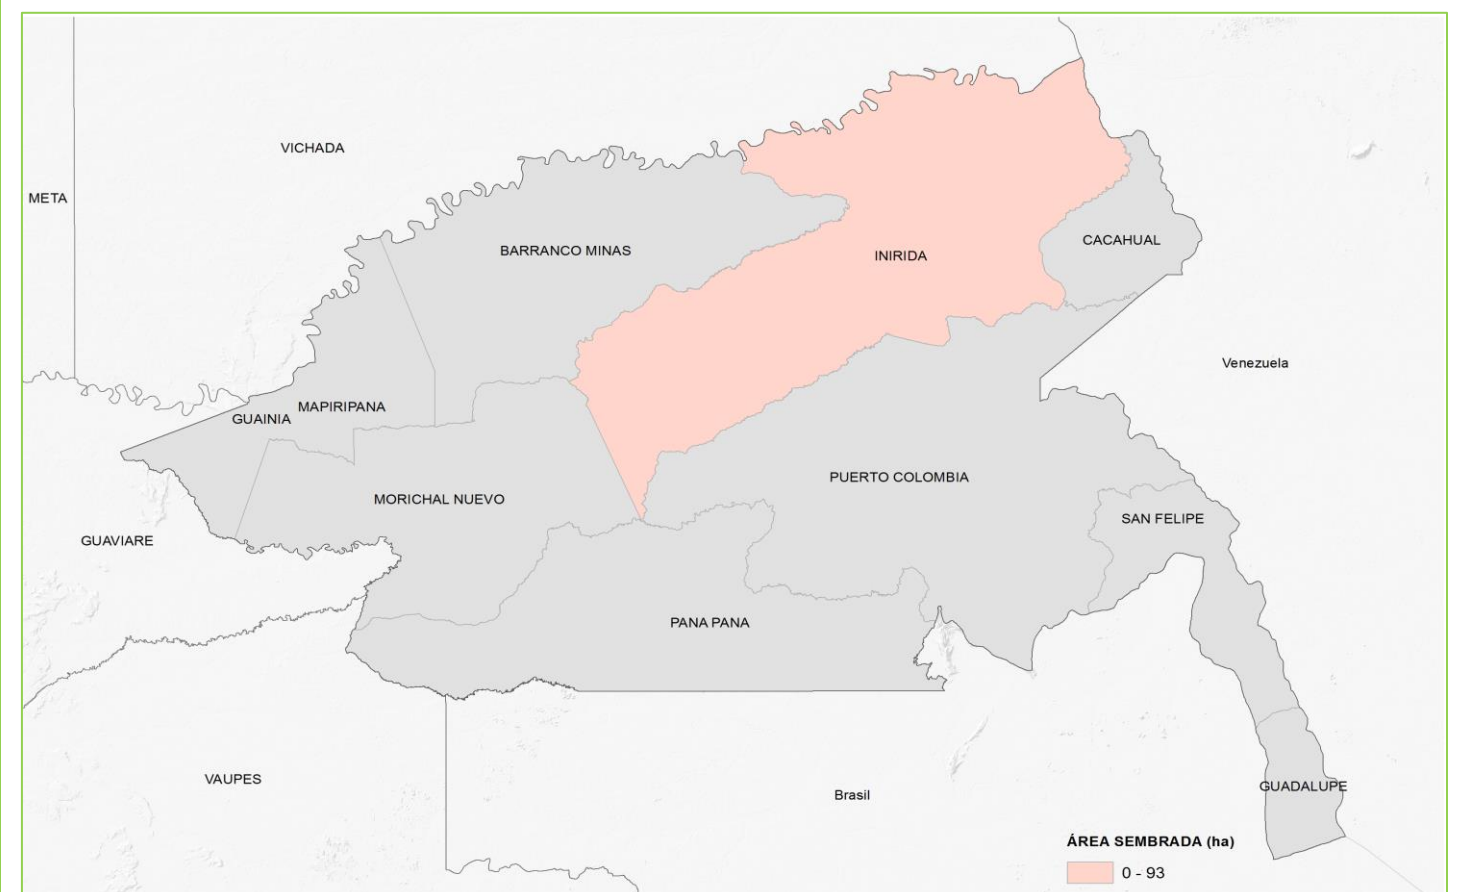 VICHADA
META
BARRANCO MINAS
CACAHUAL
INIRIDA
Venezuela
MAPIRIPANA
GUAINIA
PUERTO COLOMBIA
MORICHAL NUEVO
SAN FELIPE
GUAVIARE
PANA PANA
VAUPES
GUADALUPE
Brasil
ÁREA SEMBRADA (ha)
0 - 93